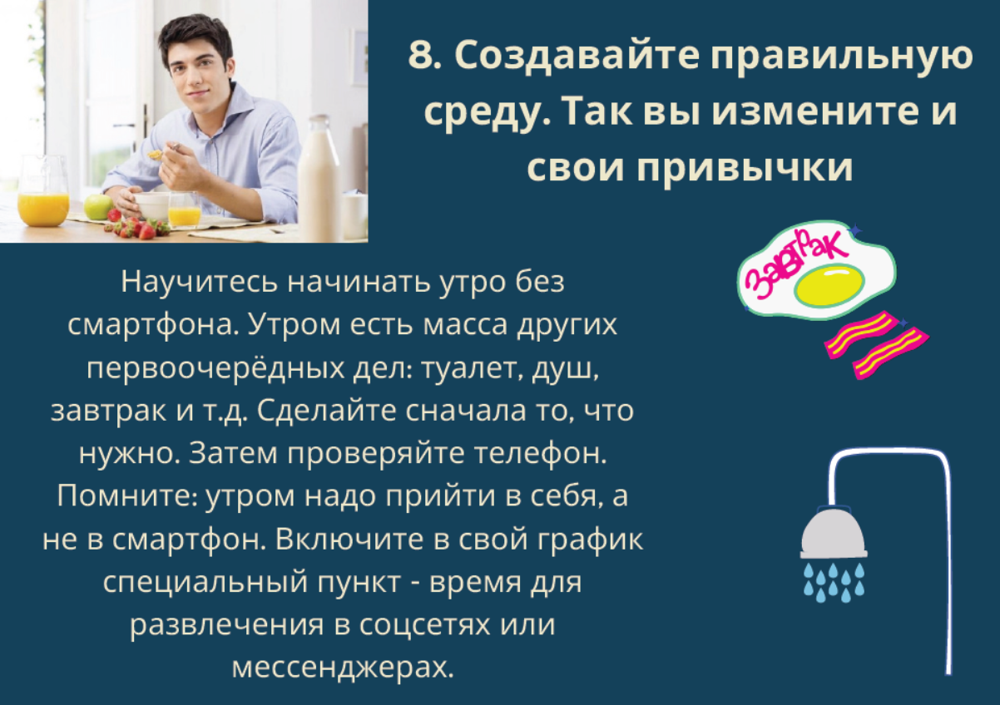 8. Создавайте правильную
среду. Так вы измените и
свои привычки
завтрак
Научитесь начинать утро без
смартфона. Утром есть масса других
первоочерёдных дел: туалет, душ,
завтрак и т.д. Сделайте сначала то, что
нужно. Затем проверяйте телефон.
Помните: утром надо прийти в себя, а
не в смартфон. Включите в свой график
специальный пункт - время для
развлечения в соцсетях или
мессенджерах.